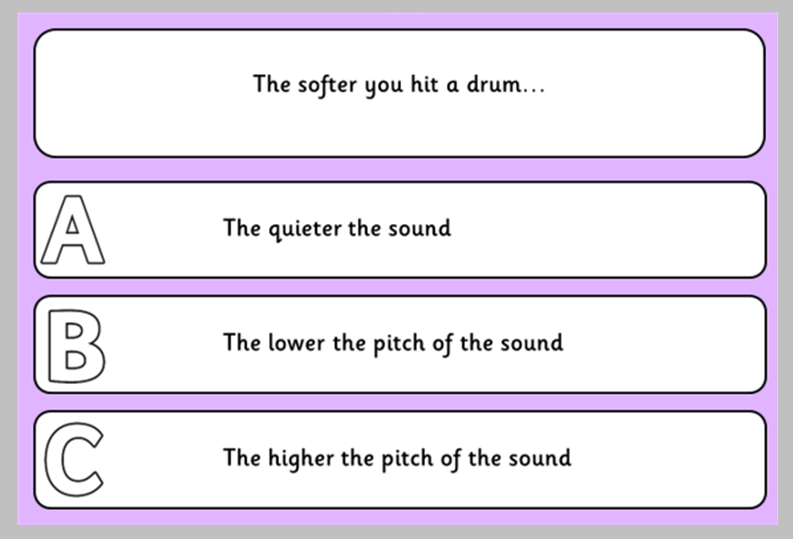 The softer you hit a drum...
A
The quieter the sound
B
The lower the pitch of the sound
C
The higher the pitch of the sound